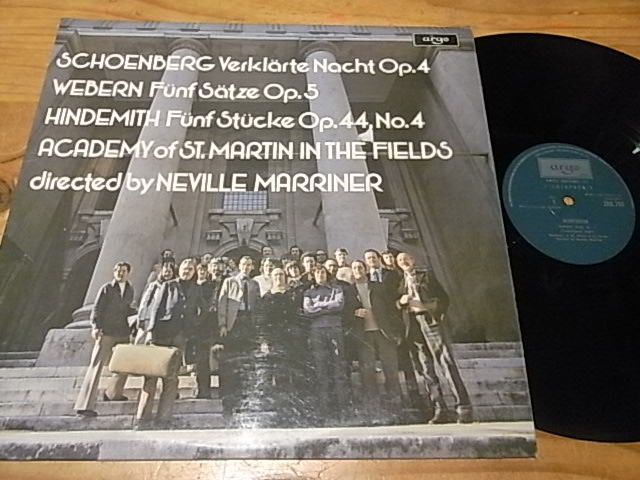 argo
SCHOENBERG Verklärte Nacht Op.4
WEBERN Fünf Sätze Op.5
HINDEMITH Fünf Stücke Op.44, No.4
ACADEMY of ST. MARTIN IN THE FIELDS
directed by NEVILLE MARRINER
argo